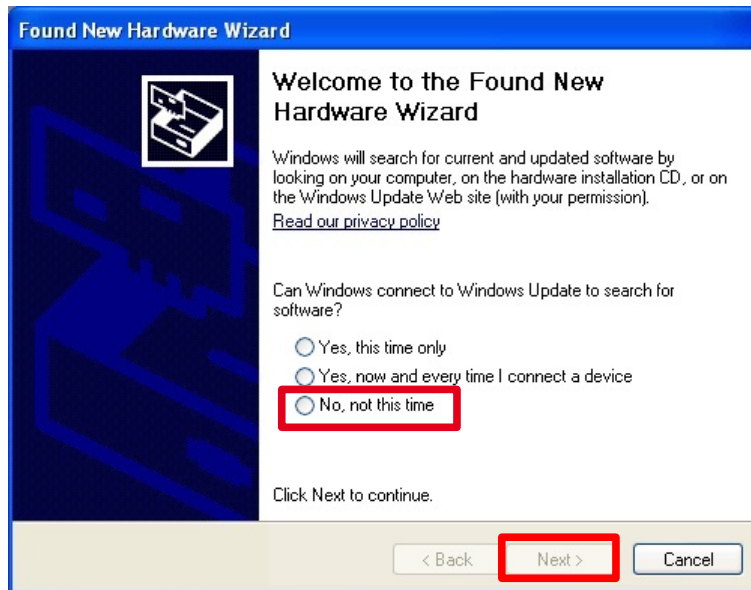 Found New Hardware Wizard
Welcome to the Found New
Hardware Wizard
Windows will search for current and updated software by
looking on your computer, on the hardware installation CD, or on
the Windows Update Web site (with your permission).
Read our privacy policy
Can Windows connect to Windows Update to search for
software?
Yes, this time only
Yes, now and every time I connect a device
No, not this time
Click Next to continue.
< Back Next > Cancel